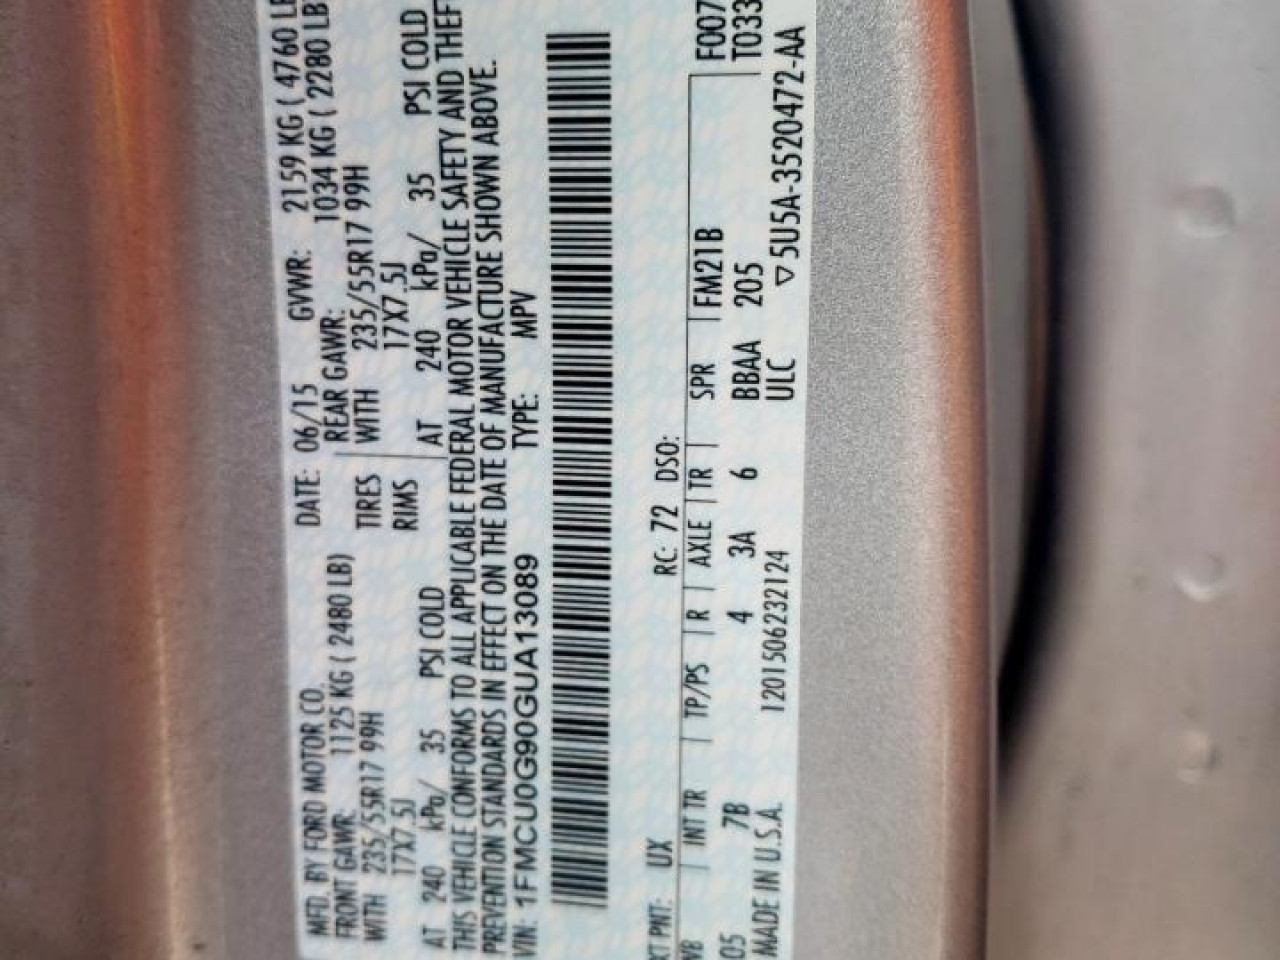 MFD. BY FORD MOTOR CO. DATE: 06/15 GVWR: 2159 KG ( 4760 LB
FRONT GAWR: 1125 KG ( 2480 LB) REAR GAWR: 1034 KG ( 2280 LB
WITH 235/55R17 99H TIRES WITH 235/55R17 99H
17X7.5J RIMS 17X7.5J
AT 240 kPa/ 35 PSI COLD AT 240 kPa/ 35 PSI COLD
THIS VEHICLE CONFORMS TO ALL APPLICABLE FEDERAL MOTOR VEHICLE SAFETY AND THEF
PREVENTION STANDARDS IN EFFECT ON THE DATE OF MANUFACTURE SHOWN ABOVE.
VIN: 1FMCU0G90GUA13089 TYPE: MPV
XT PNT: UX RC: 72 DSO:
WB INT TR TP/PS R AXLE TR SPR FM21B F007
05 7B 4 3A 6 BBAA 205 T033
MADE IN U.S.A. 1201506232124 ULC ▽5U5A-3520472-AA